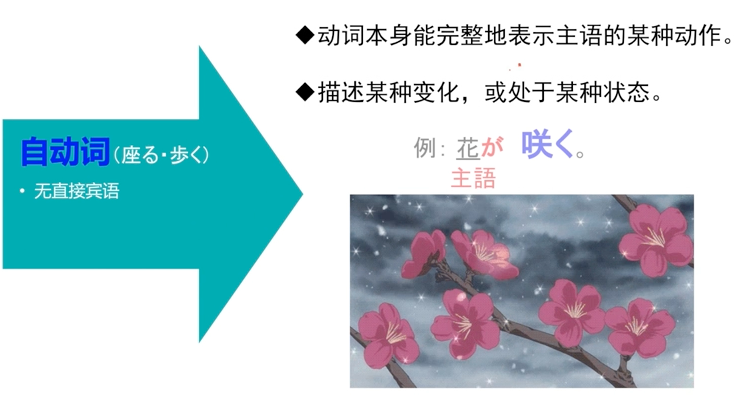 ◆动词本身能完整地表示主语的某种动作。
◆描述某种变化，或处于某种状态。
自动词（座る・歩く）
• 无直接宾语
例：花が 咲く。
主語